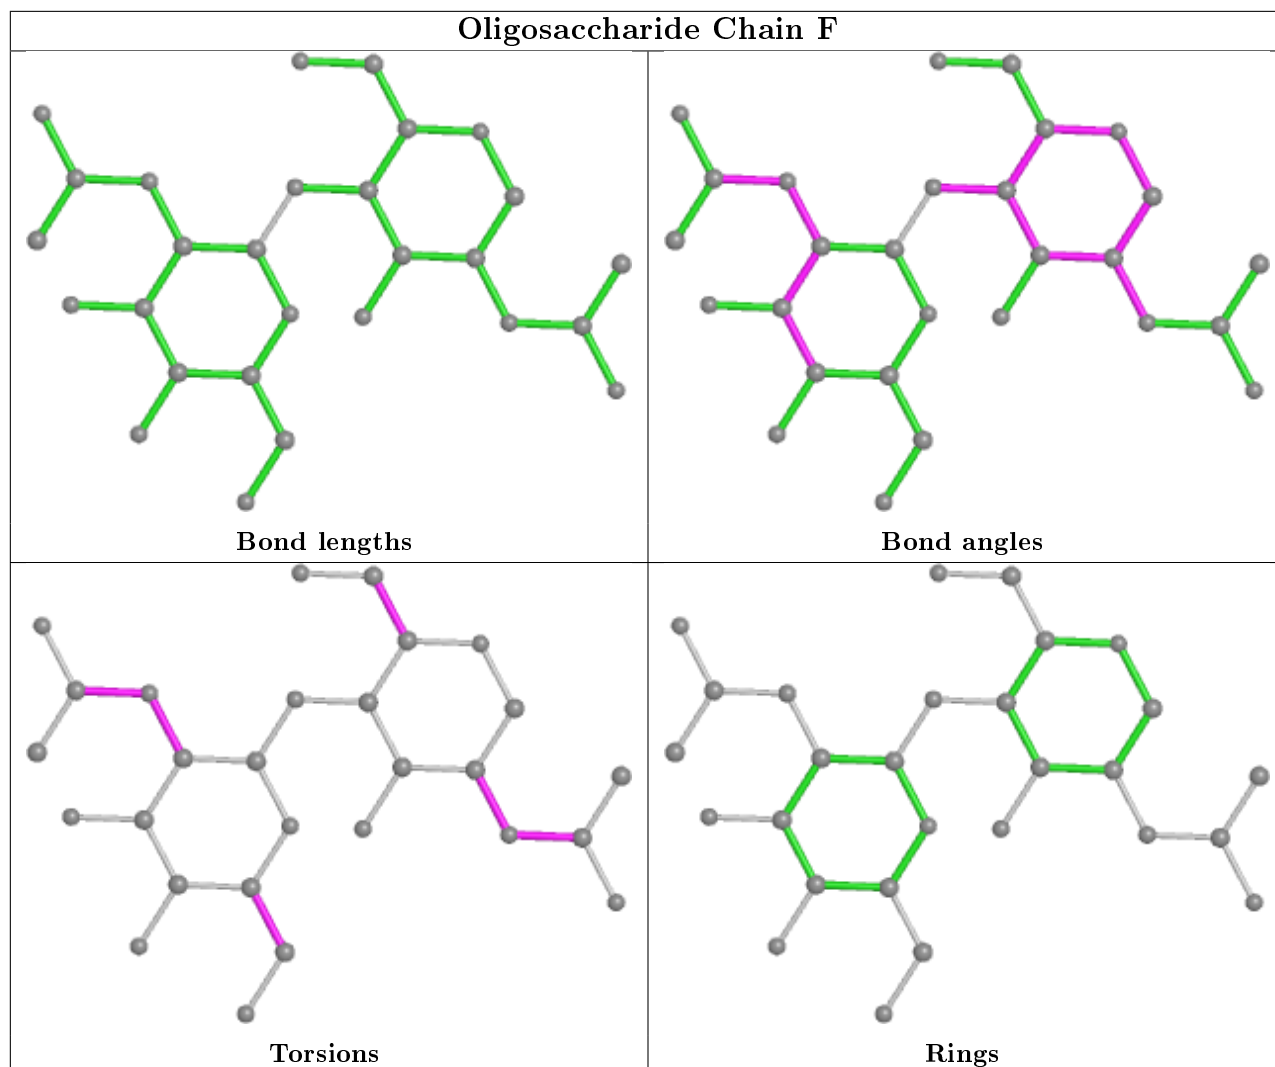 Oligosaccharide Chain F
Bond lengths
Bond angles
Torsions
Rings